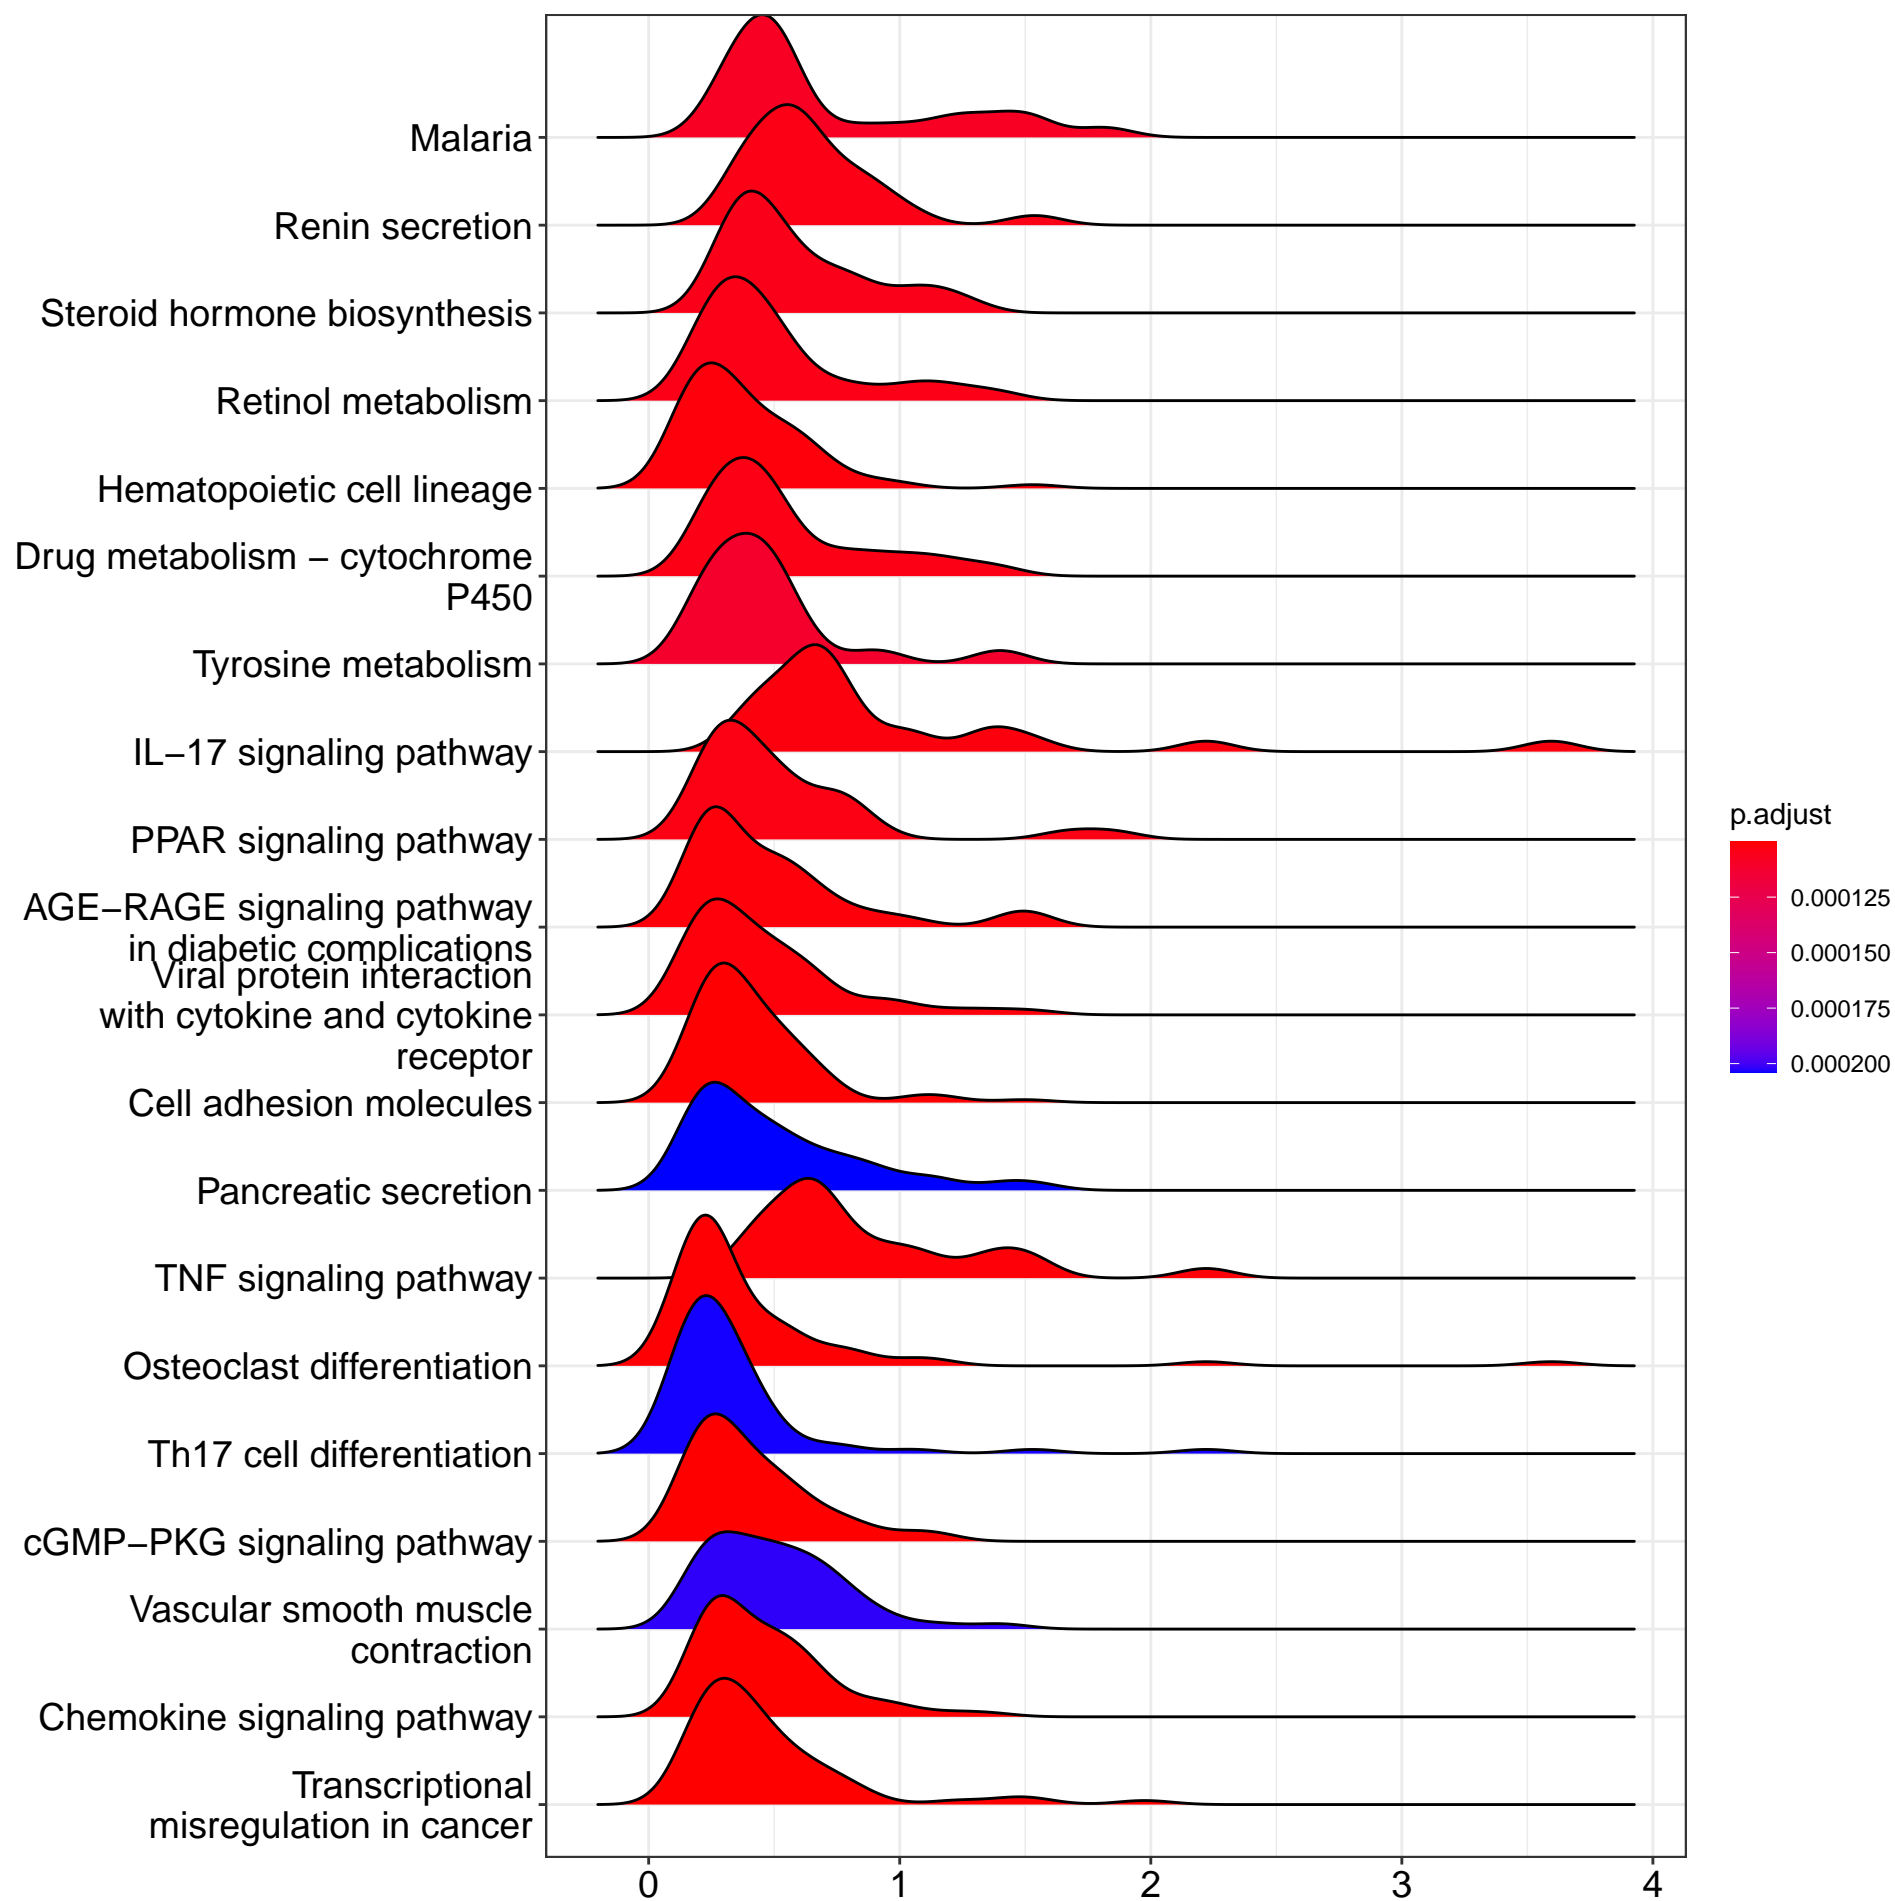 Malaria
Renin secretion
Steroid hormone biosynthesis
Retinol metabolism
Hematopoietic cell lineage
Drug metabolism − cytochrome
P450
Tyrosine metabolism
IL−17 signaling pathway
PPAR signaling pathway
AGE−RAGE signaling pathway
in diabetic complications
Viral protein interaction
with cytokine and cytokine
receptor
Cell adhesion molecules
Pancreatic secretion
TNF signaling pathway
Osteoclast differentiation
Th17 cell differentiation
cGMP−PKG signaling pathway
Vascular smooth muscle
contraction
Chemokine signaling pathway
Transcriptional
misregulation in cancer
0 1 2 3 4
p.adjust
0.000125
0.000150
0.000175
0.000200